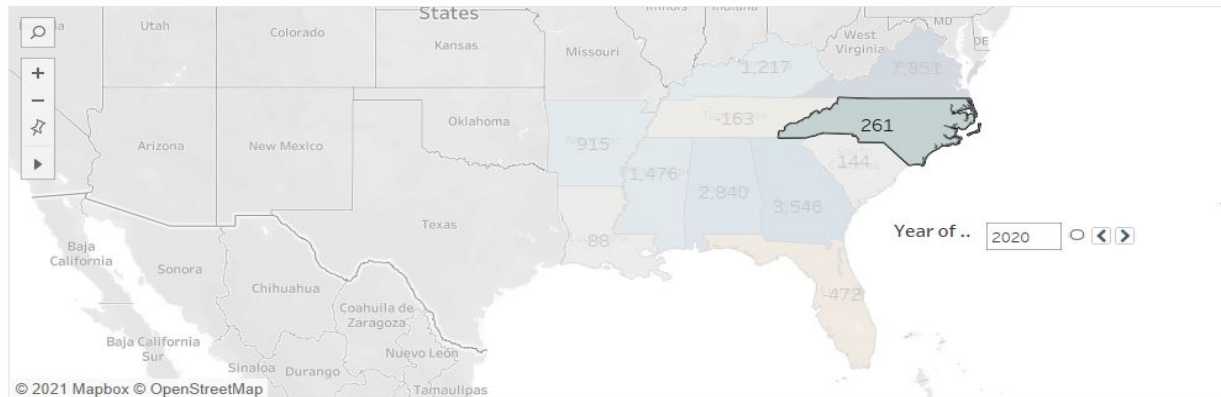 States
MD
Utah
Colorado
Kansas
Missouri
West
Virginia
DE
1,217
7,851
Oklahoma
-163
261
Arizona
New Mexico
915
South
144
1,476
2,840
3,546
Texas
88
Year of ..
2020
-472
Baja
California
Sonora
Chihuahua
Coahuila de
Zaragoza
Baja California
Sur
Nuevo León
Sinaloa
Durango
Tamaulipas
© 2021 Mapbox © OpenStreetMap